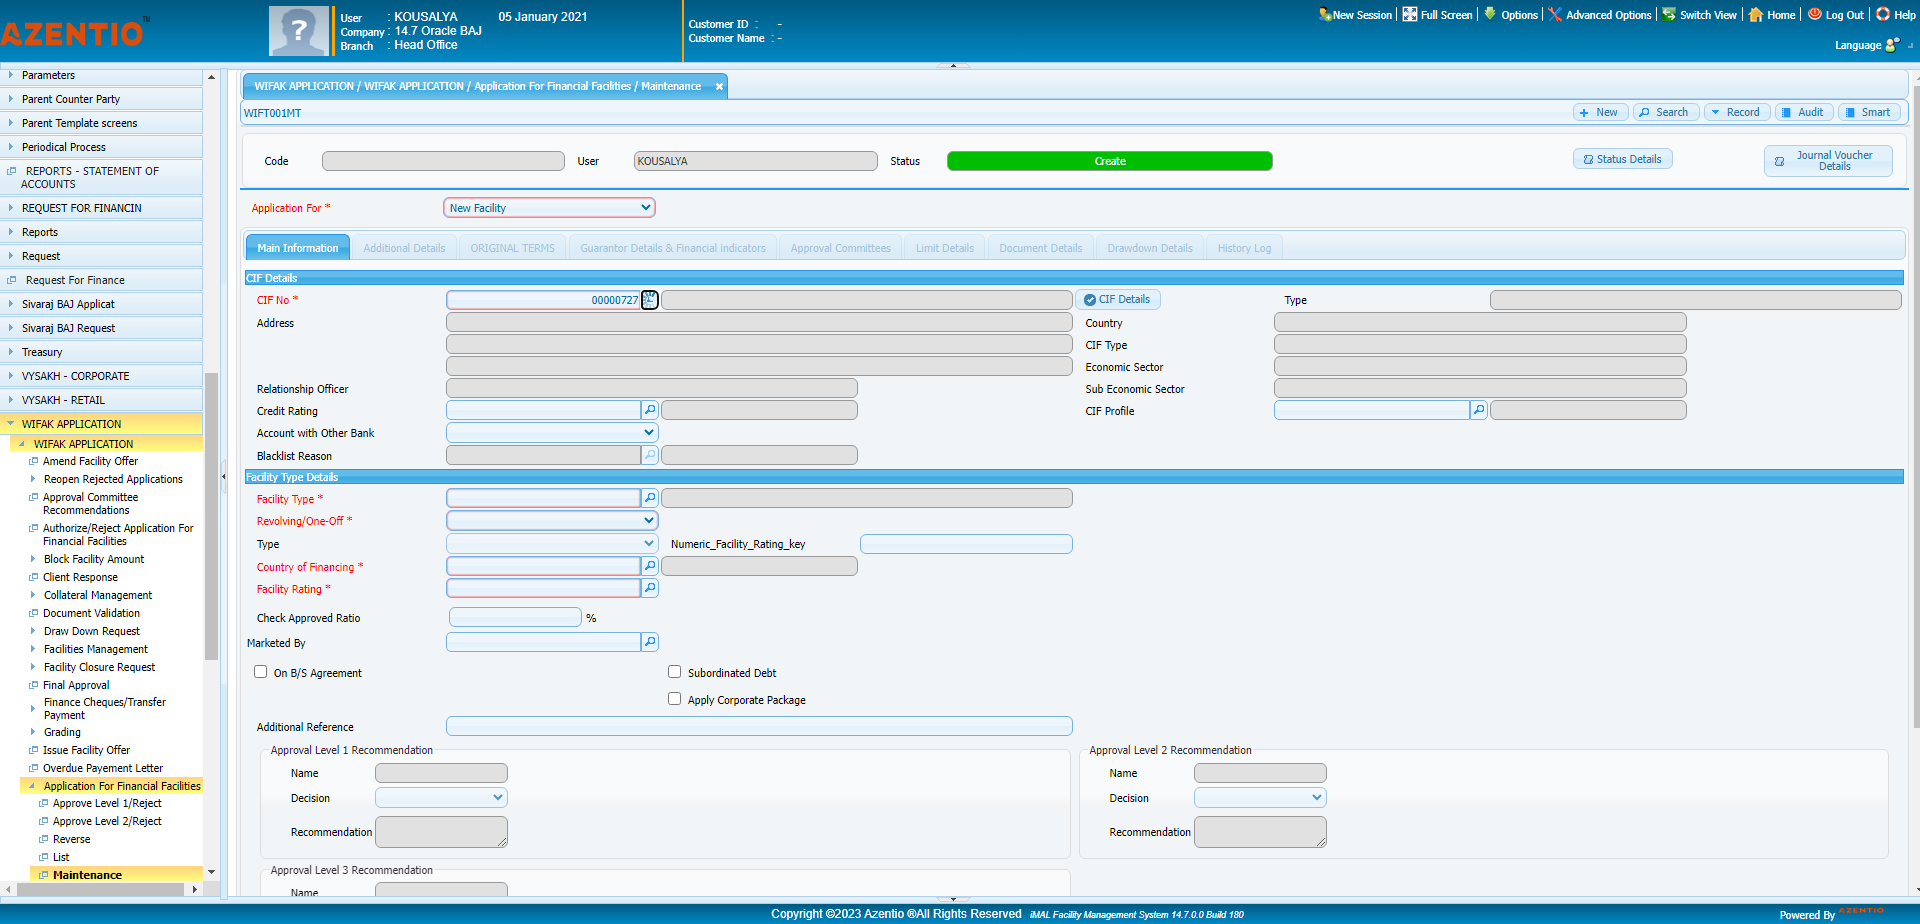 AZENTIO™
User : KOUSALYA 05 January 2021
Company : 14.7 Oracle BAJ
Branch : Head Office
Customer ID : -
Customer Name : -
New Session Full Screen Options Advanced Options Switch View Home Log Out Help
Language
Parameters
Parent Counter Party
Parent Template screens
Periodical Process
REPORTS - STATEMENT OF
ACCOUNTS
REQUEST FOR FINANCIN
Reports
Request
Request For Finance
Sivaraj BAJ Applicat
Sivaraj BAJ Request
Treasury
VYSAKH - CORPORATE
VYSAKH - RETAIL
WIFAK APPLICATION
WIFAK APPLICATION
Amend Facility Offer
Reopen Rejected Applications
Approval Committee
Recommendations
Authorize/Reject Application For
Financial Facilities
Block Facility Amount
Client Response
Collateral Management
Document Validation
Draw Down Request
Facilities Management
Facility Closure Request
Final Approval
Finance Cheques/Transfer
Payment
Grading
Issue Facility Offer
Overdue Payement Letter
Application For Financial Facilities
Approve Level 1/Reject
Approve Level 2/Reject
Reverse
List
Maintenance
WIFAK APPLICATION / WIFAK APPLICATION / Application For Financial Facilities / Maintenance
WIFT001MT
New Search Record Audit Smart
Code User KOUSALYA Status Create Status Details
Journal Voucher
Details
Application For * New Facility
Main Information Additional Details ORIGINAL TERMS Guarantor Details & Financial indicators Approval Committees Limit Details Document Details Drawdown Details History Log
CIF Details
CIF No * 00000727 CIF Details Type
Address Country
CIF Type
Economic Sector
Relationship Officer Sub Economic Sector
Credit Rating CIF Profile
Account with Other Bank
Blacklist Reason
Facility Type Details
Facility Type *
Revolving/One-Off *
Type Numeric_Facility_Rating_key
Country of Financing *
Facility Rating *
Check Approved Ratio %
Marketed By
On B/S Agreement Subordinated Debt
Apply Corporate Package
Additional Reference
Approval Level 1 Recommendation Approval Level 2 Recommendation
Name Name
Decision Decision
Recommendation Recommendation
Approval Level 3 Recommendation
Name
Copyright ©2023 Azentio ®All Rights Reserved iMAL Facility Management System 14.7.0.0 Build 180
Powered By AZENTIO